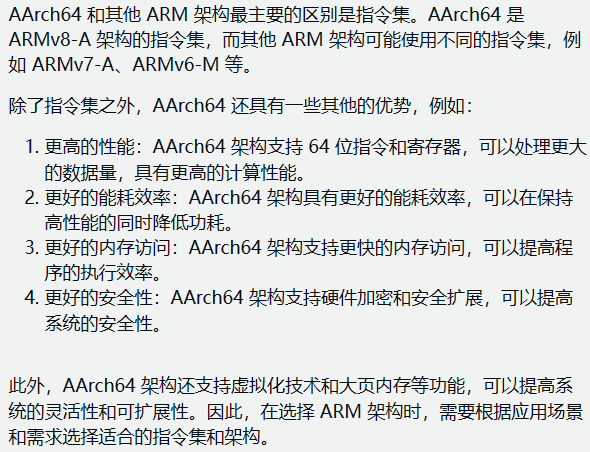 AArch64 和其他 ARM 架构最主要的区别是指令集。AArch64 是
ARMv8-A 架构的指令集，而其他 ARM 架构可能使用不同的指令集，例
如 ARMv7-A、ARMv6-M 等。
除了指令集之外，AArch64 还具有一些其他的优势，例如：
1. 更高的性能：AArch64 架构支持 64 位指令和寄存器，可以处理更大
的数据量，具有更高的计算性能。
2. 更好的能耗效率：AArch64 架构具有更好的能耗效率，可以在保持
高性能的同时降低功耗。
3. 更好的内存访问：AArch64 架构支持更快的内存访问，可以提高程
序的执行效率。
4. 更好的安全性：AArch64 架构支持硬件加密和安全扩展，可以提高
系统的安全性。
此外，AArch64 架构还支持虚拟化技术和大页内存等功能，可以提高系
统的灵活性和可扩展性。因此，在选择 ARM 架构时，需要根据应用场景
和需求选择适合的指令集和架构。